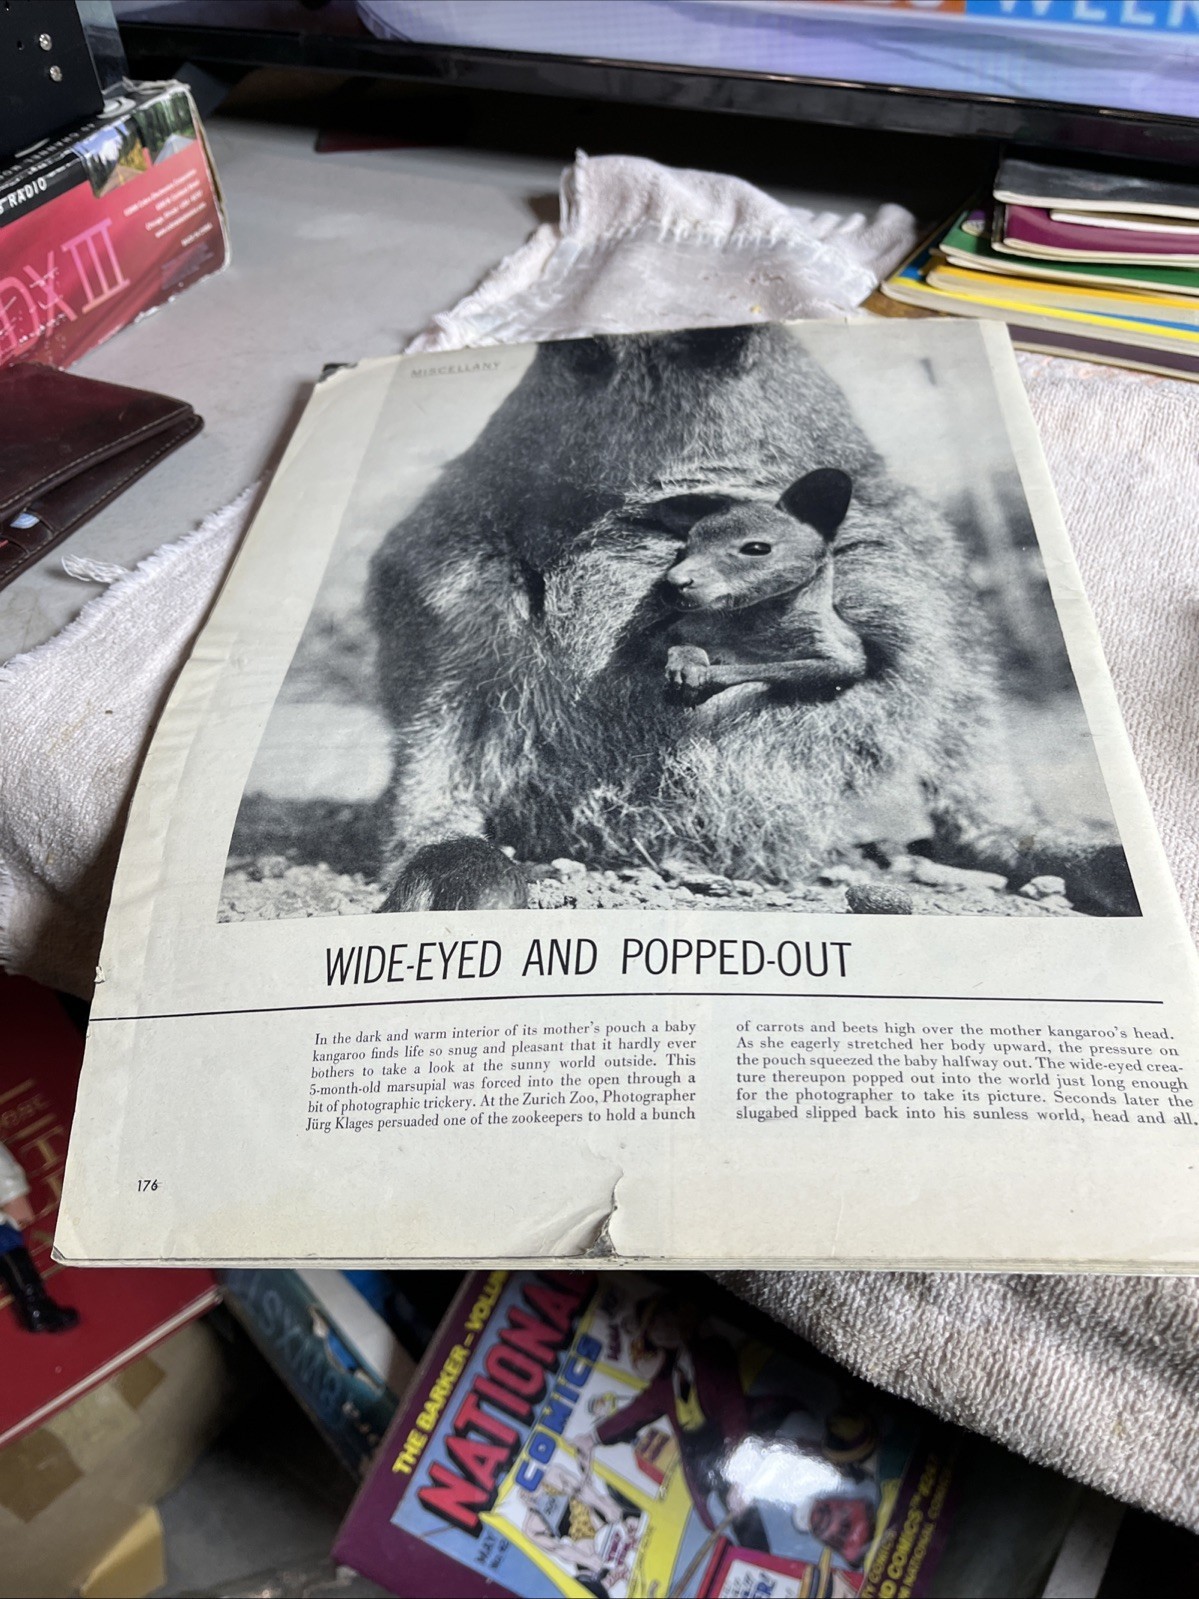 WEEK
RADIO
DX III
MISCELLANY
WIDE-EYED AND POPPED-OUT
In the dark and warm interior of its mother's pouch a baby
kangaroo finds life so snug and pleasant that it hardly ever
bothers to take a look at the sunny world outside. This
5-month-old marsupial was forced into the open through a
bit of photographic trickery. At the Zurich Zoo, Photographer
Jürg Klages persuaded one of the zookeepers to hold a bunch
of carrots and beets high over the mother kangaroo's head.
As she eagerly stretched her body upward, the pressure on
the pouch squeezed the baby halfway out. The wide-eyed crea-
ture thereupon popped out into the world just long enough
for the photographer to take its picture. Seconds later the
slugabed slipped back into his sunless world, head and all.
176
THE BARKER – VOLU
NATIONAL
COMICS
MAY